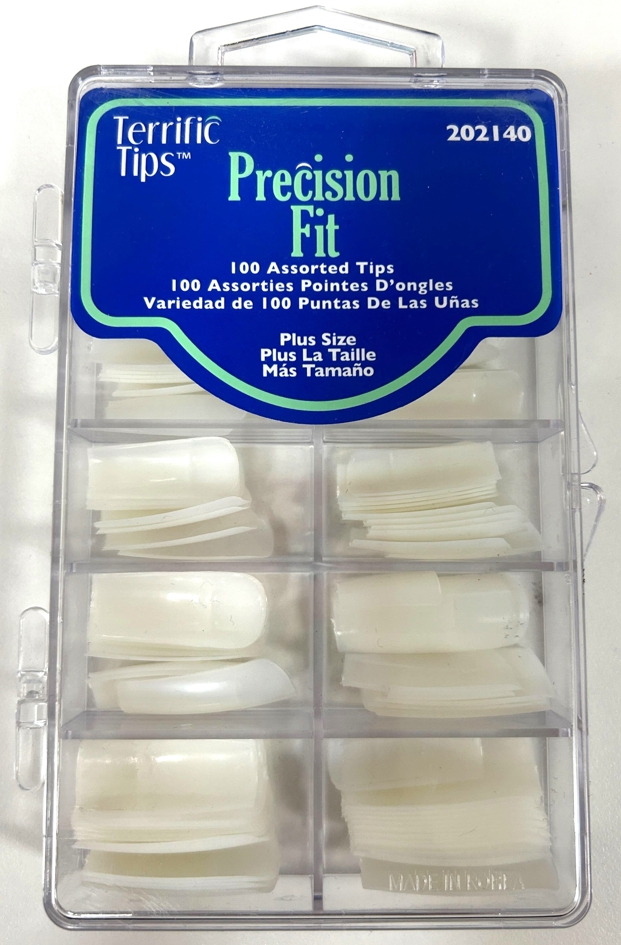 Terrific
Tips™
202140
Precision
Fit
100 Assorted Tips
100 Assorties Pointes D'ongles
Variedad de 100 Puntas De Las Uñas
Plus Size
Plus La Taille
Más Tamaño
MADE IN KOREA